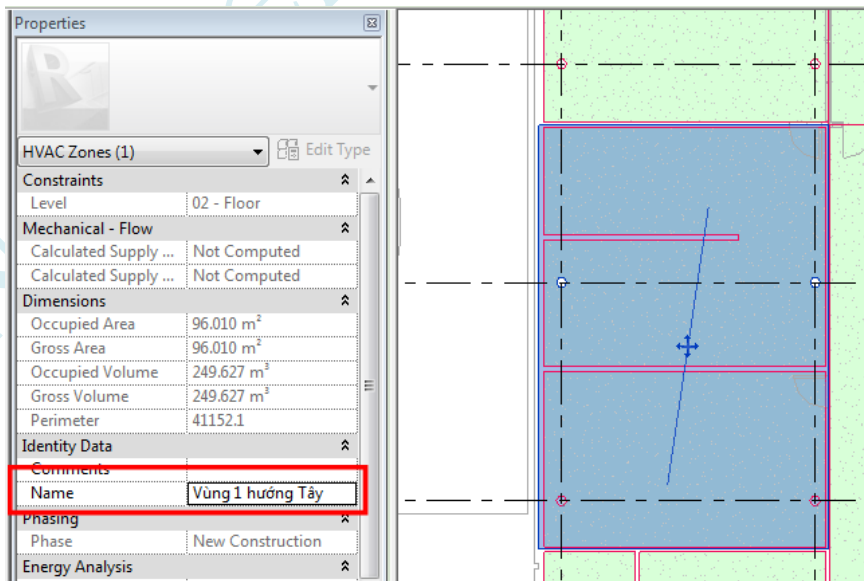 Properties
HVAC Zones (1) Edit Type
Constraints
Level 02 - Floor
Mechanical - Flow
Calculated Supply ... Not Computed
Calculated Supply ... Not Computed
Dimensions
Occupied Area 96.010 m²
Gross Area 96.010 m²
Occupied Volume 249.627 m³
Gross Volume 249.627 m³
Perimeter 41152.1
Identity Data
Comments
Name Vùng 1 hướng Tây
Phasing
Phase New Construction
Energy Analysis